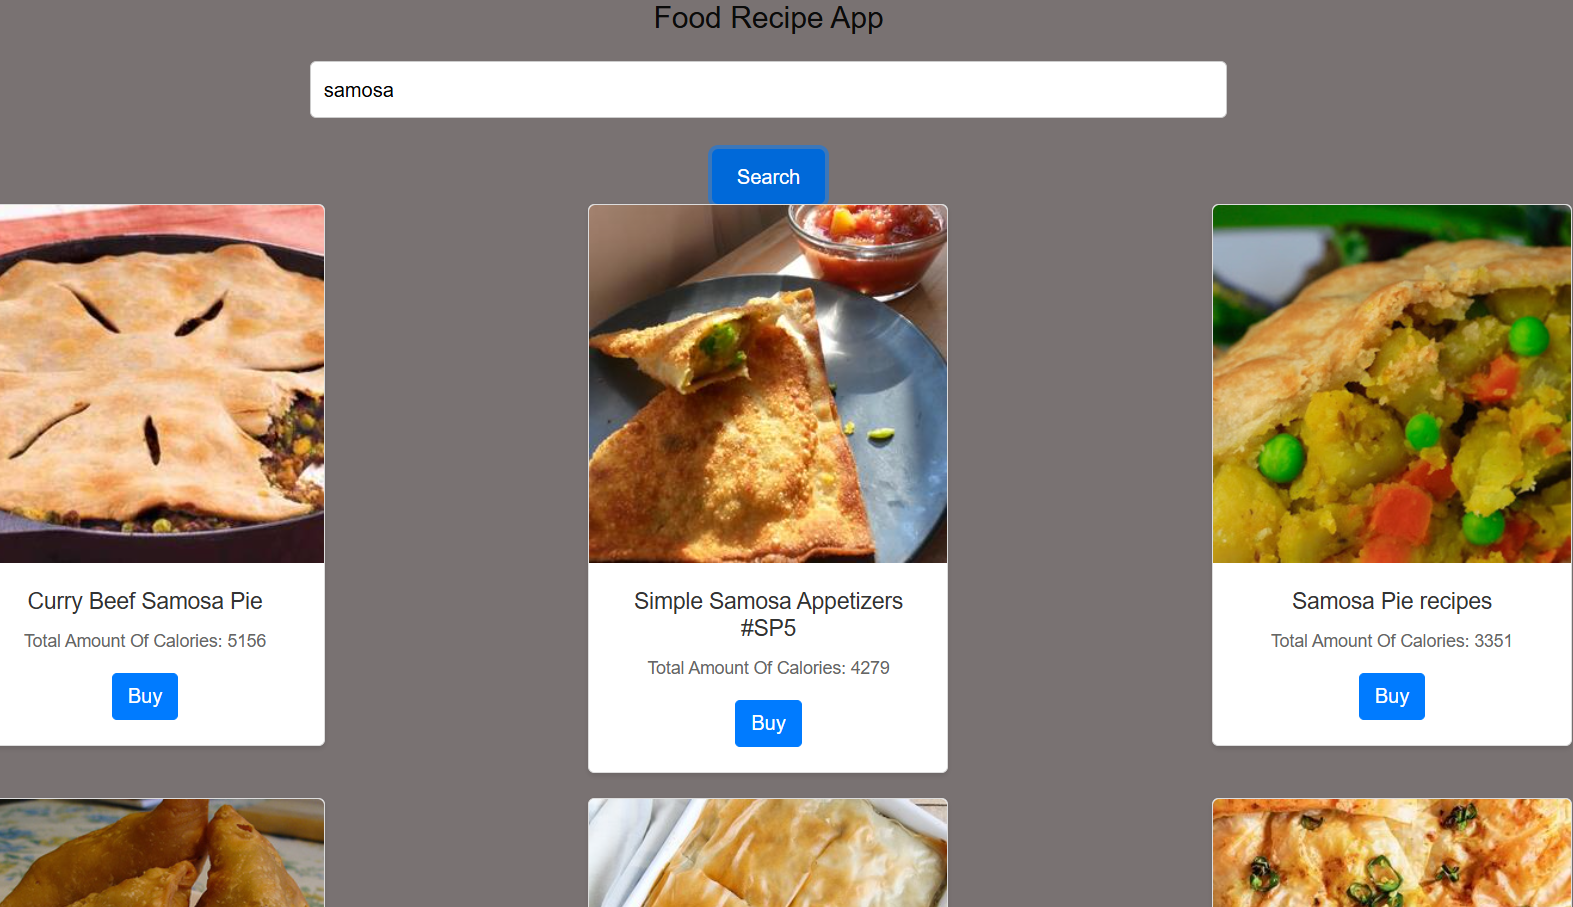 Food Recipe App
samosa
Search
Curry Beef Samosa Pie
Total Amount Of Calories: 5156
Buy
Simple Samosa Appetizers
#SP5
Total Amount Of Calories: 4279
Buy
Samosa Pie recipes
Total Amount Of Calories: 3351
Buy